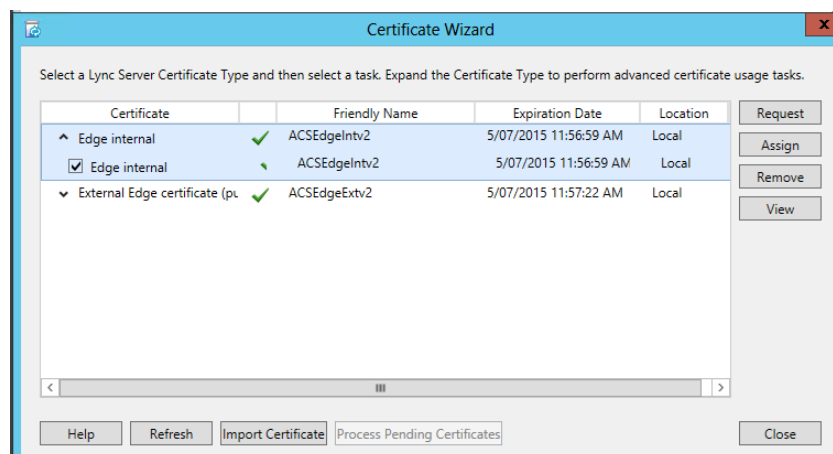 Certificate Wizard
x
Select a Lync Server Certificate Type and then select a task. Expand the Certificate Type to perform advanced certificate usage tasks.
Certificate Friendly Name Expiration Date Location
Edge internal ACSEdgeIntv2 5/07/2015 11:56:59 AM Local
Edge internal ACSEdgeIntv2 5/07/2015 11:56:59 AM Local
External Edge certificate (pu ACSEdgeExtv2 5/07/2015 11:57:22 AM Local
Request
Assign
Remove
View
Help Refresh Import Certificate Process Pending Certificates Close